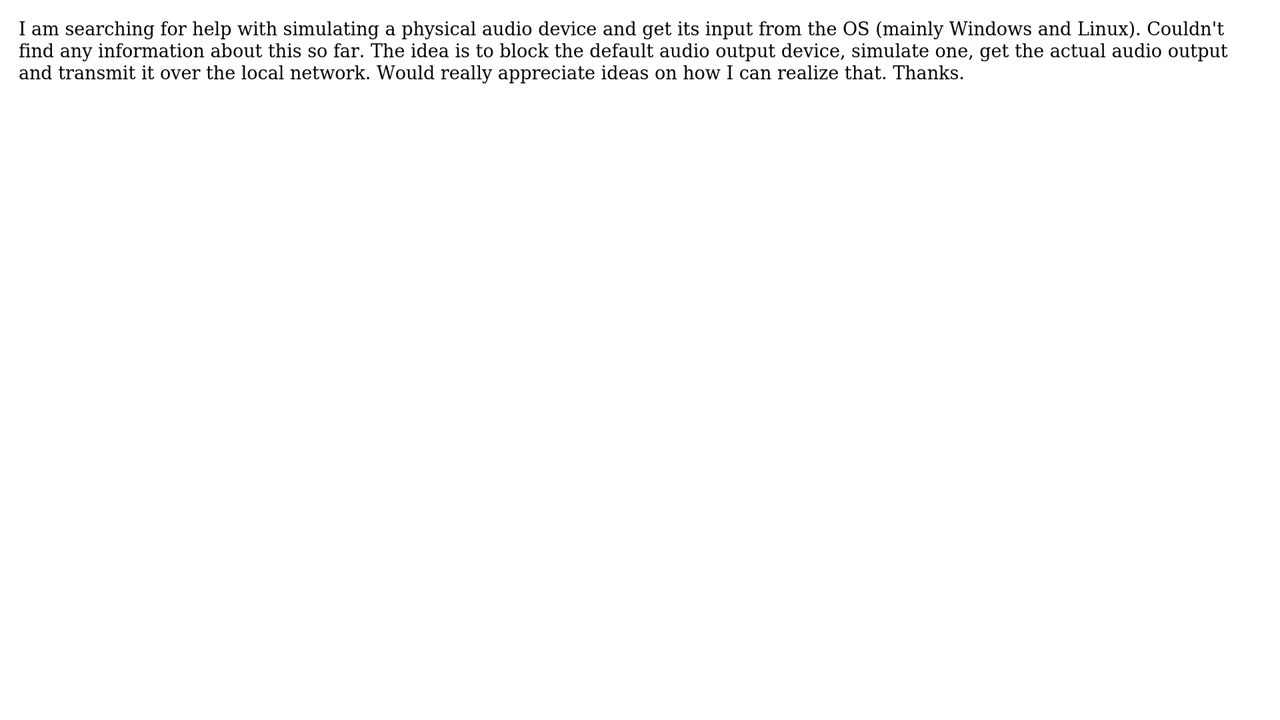 I am searching for help with simulating a physical audio device and get its input from the OS (mainly Windows and Linux). Couldn't
find any information about this so far. The idea is to block the default audio output device, simulate one, get the actual audio output
and transmit it over the local network. Would really appreciate ideas on how I can realize that. Thanks.